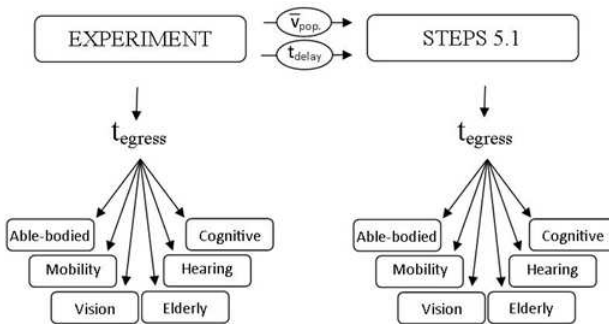 EXPERIMENT
v̅pop.
tdelay
STEPS 5.1
tegress
tegress
Able-bodied
Cognitive
Mobility
Hearing
Vision
Elderly
Able-bodied
Cognitive
Mobility
Hearing
Vision
Elderly